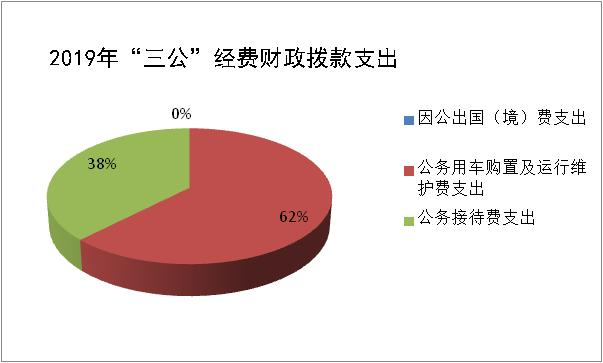 2019年“三公”经费财政拨款支出
0%
38%
62%
因公出国（境）费支出
公务用车购置及运行维
护费支出
公务接待费支出